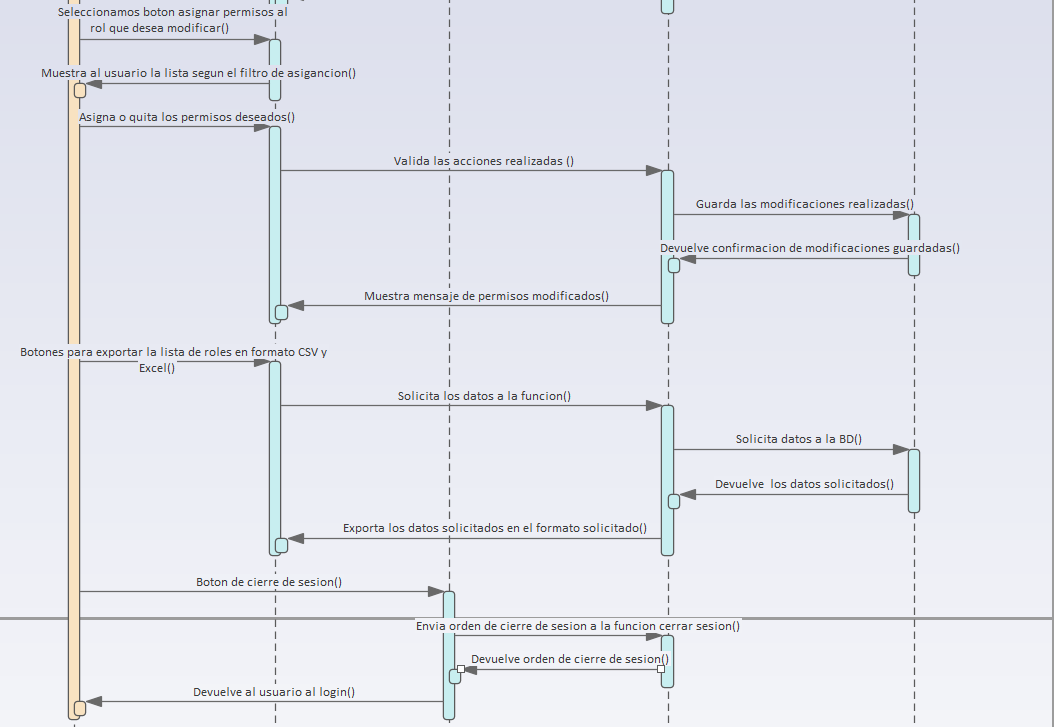 Seleccionamos boton asignar permisos al
rol que desea modificar()
Muestra al usuario la lista segun el filtro de asigancion()
Asigna o quita los permisos deseados()
Valida las acciones realizadas ()
Guarda las modificaciones realizadas()
Devuelve confirmacion de modificaciones guardadas()
Muestra mensaje de permisos modificados()
Botones para exportar la lista de roles en formato CSV y
Excel()
Solicita los datos a la funcion()
Solicita datos a la BD()
Devuelve  los datos solicitados()
Exporta los datos solicitados en el formato solicitado()
Boton de cierre de sesion()
Envia orden de cierre de sesion a la funcion cerrar sesion()
Devuelve orden de cierre de sesion()
Devuelve al usuario al login()